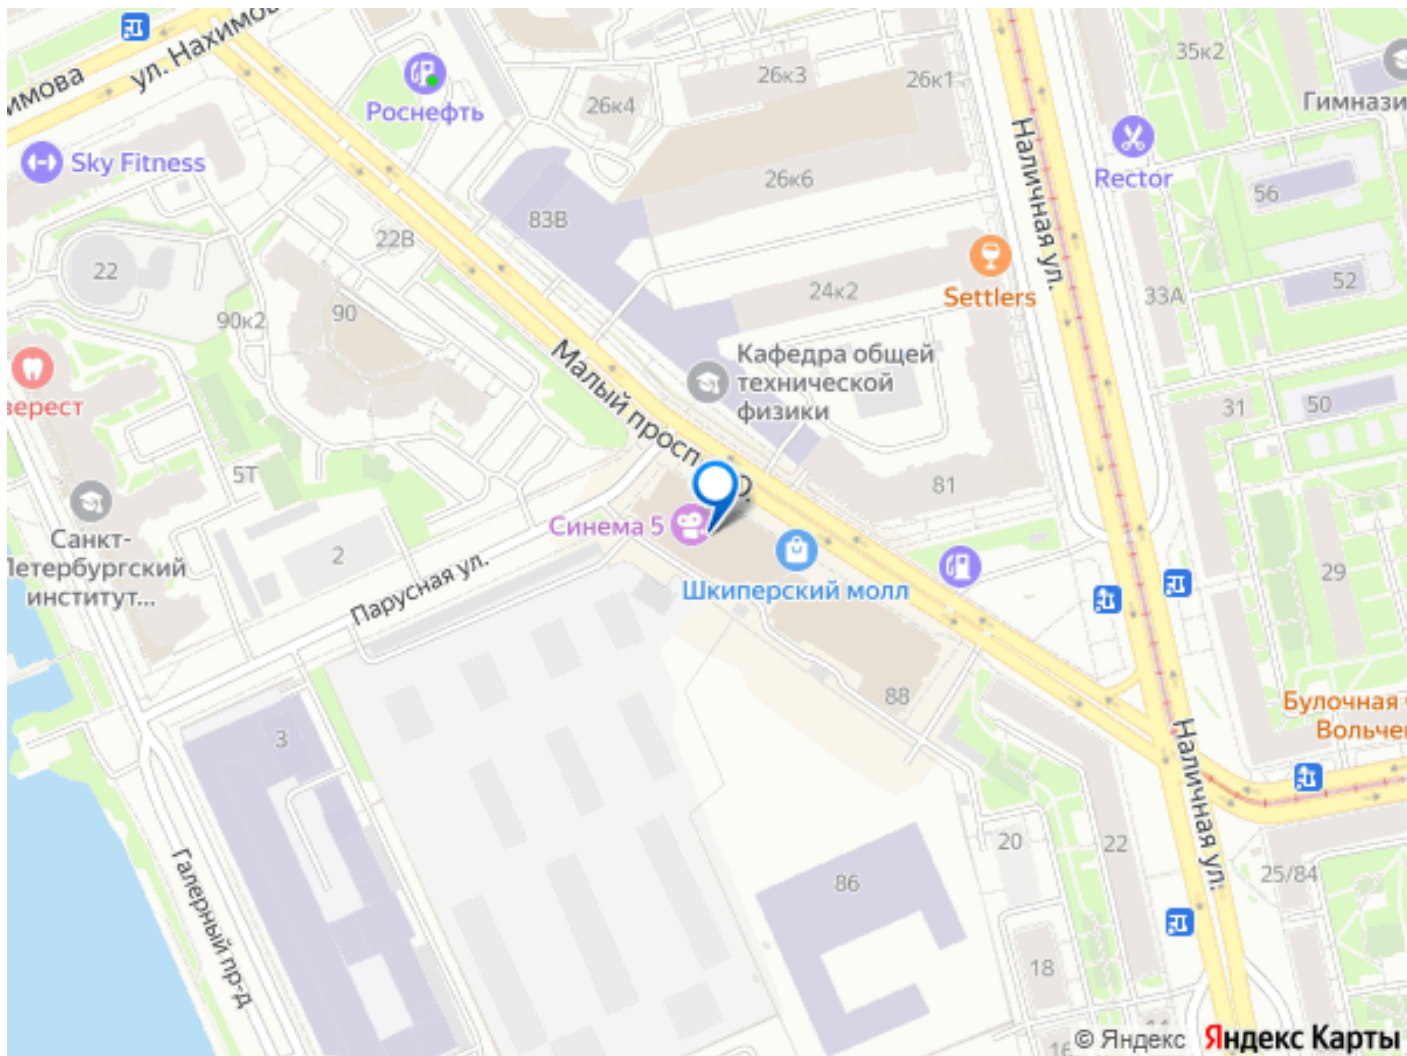 ул. Нахимова
Роснефть
26к4
26к3
26к1
35к2
Гимнази
Sky Fitness
83В
26к6
Наличная ул.
Rector
56
22
22В
24к2
Settlers
33А
52
90к2
90
Малый просп
Кафедра общей
технической
физики
31
50
5Т
81
Санкт-
Петербургский
институт...
2
Парусная ул.
Синема 5
Шкиперский молл
29
88
Булочная
3
Наличная ул.
20
22
25/84
86
Галерный пр-д
18
16
© Яндекс Яндекс Карты